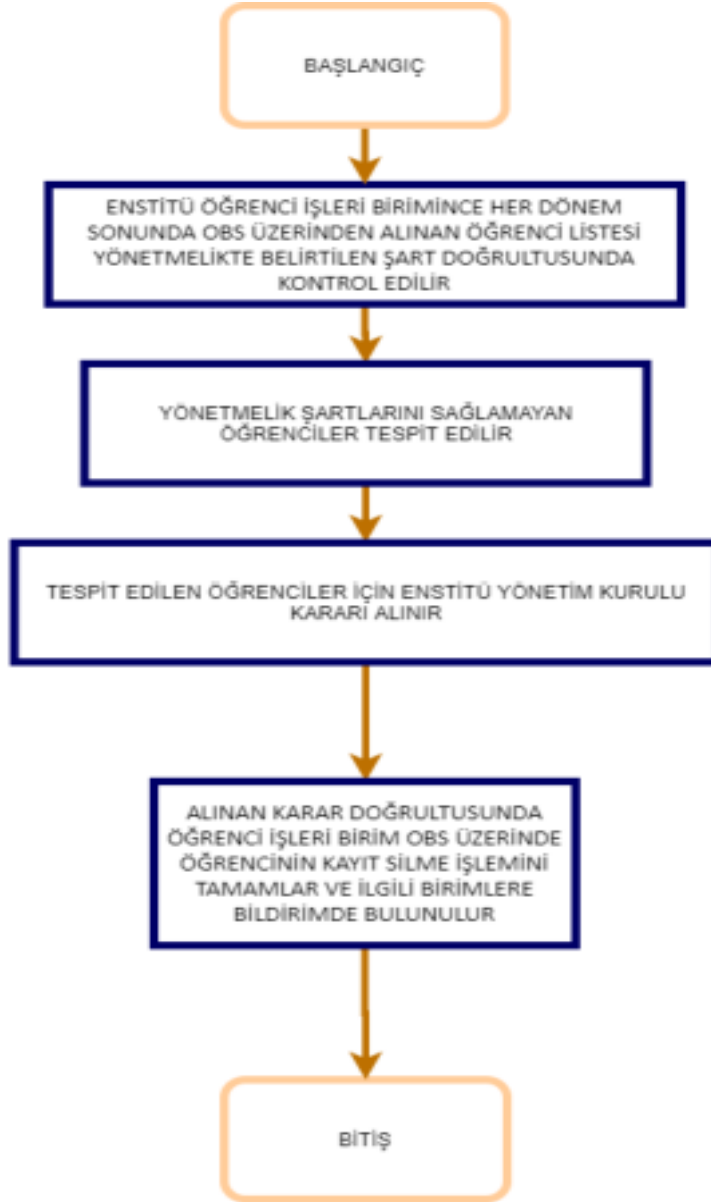 BAŞLANGIÇ
ENSTİTÜ ÖĞRENCİ İŞLERİ BİRİMİNCE HER DÖNEM
SONUNDA OBS ÜZERİNDEN ALINAN ÖĞRENCİ LİSTESİ
YÖNETMELİKTE BELİRTİLEN ŞART DOĞRULTUSUNDA
KONTROL EDİLİR
YÖNETMELİK ŞARTLARINI SAĞLAMAYAN
ÖĞRENCİLER TESPİT EDİLİR
TESPİT EDİLEN ÖĞRENCİLER İÇİN ENSTİTÜ YÖNETİM KURULU
KARARI ALINIR
ALINAN KARAR DOĞRULTUSUNDA
ÖĞRENCİ İŞLERİ BİRİM OBS ÜZERİNDE
ÖĞRENCİNİN KAYIT SİLME İŞLEMİNİ
TAMAMLAR VE İLGİLİ BİRİMLERE
BİLDİRİMDE BULUNULUR
BİTİŞ